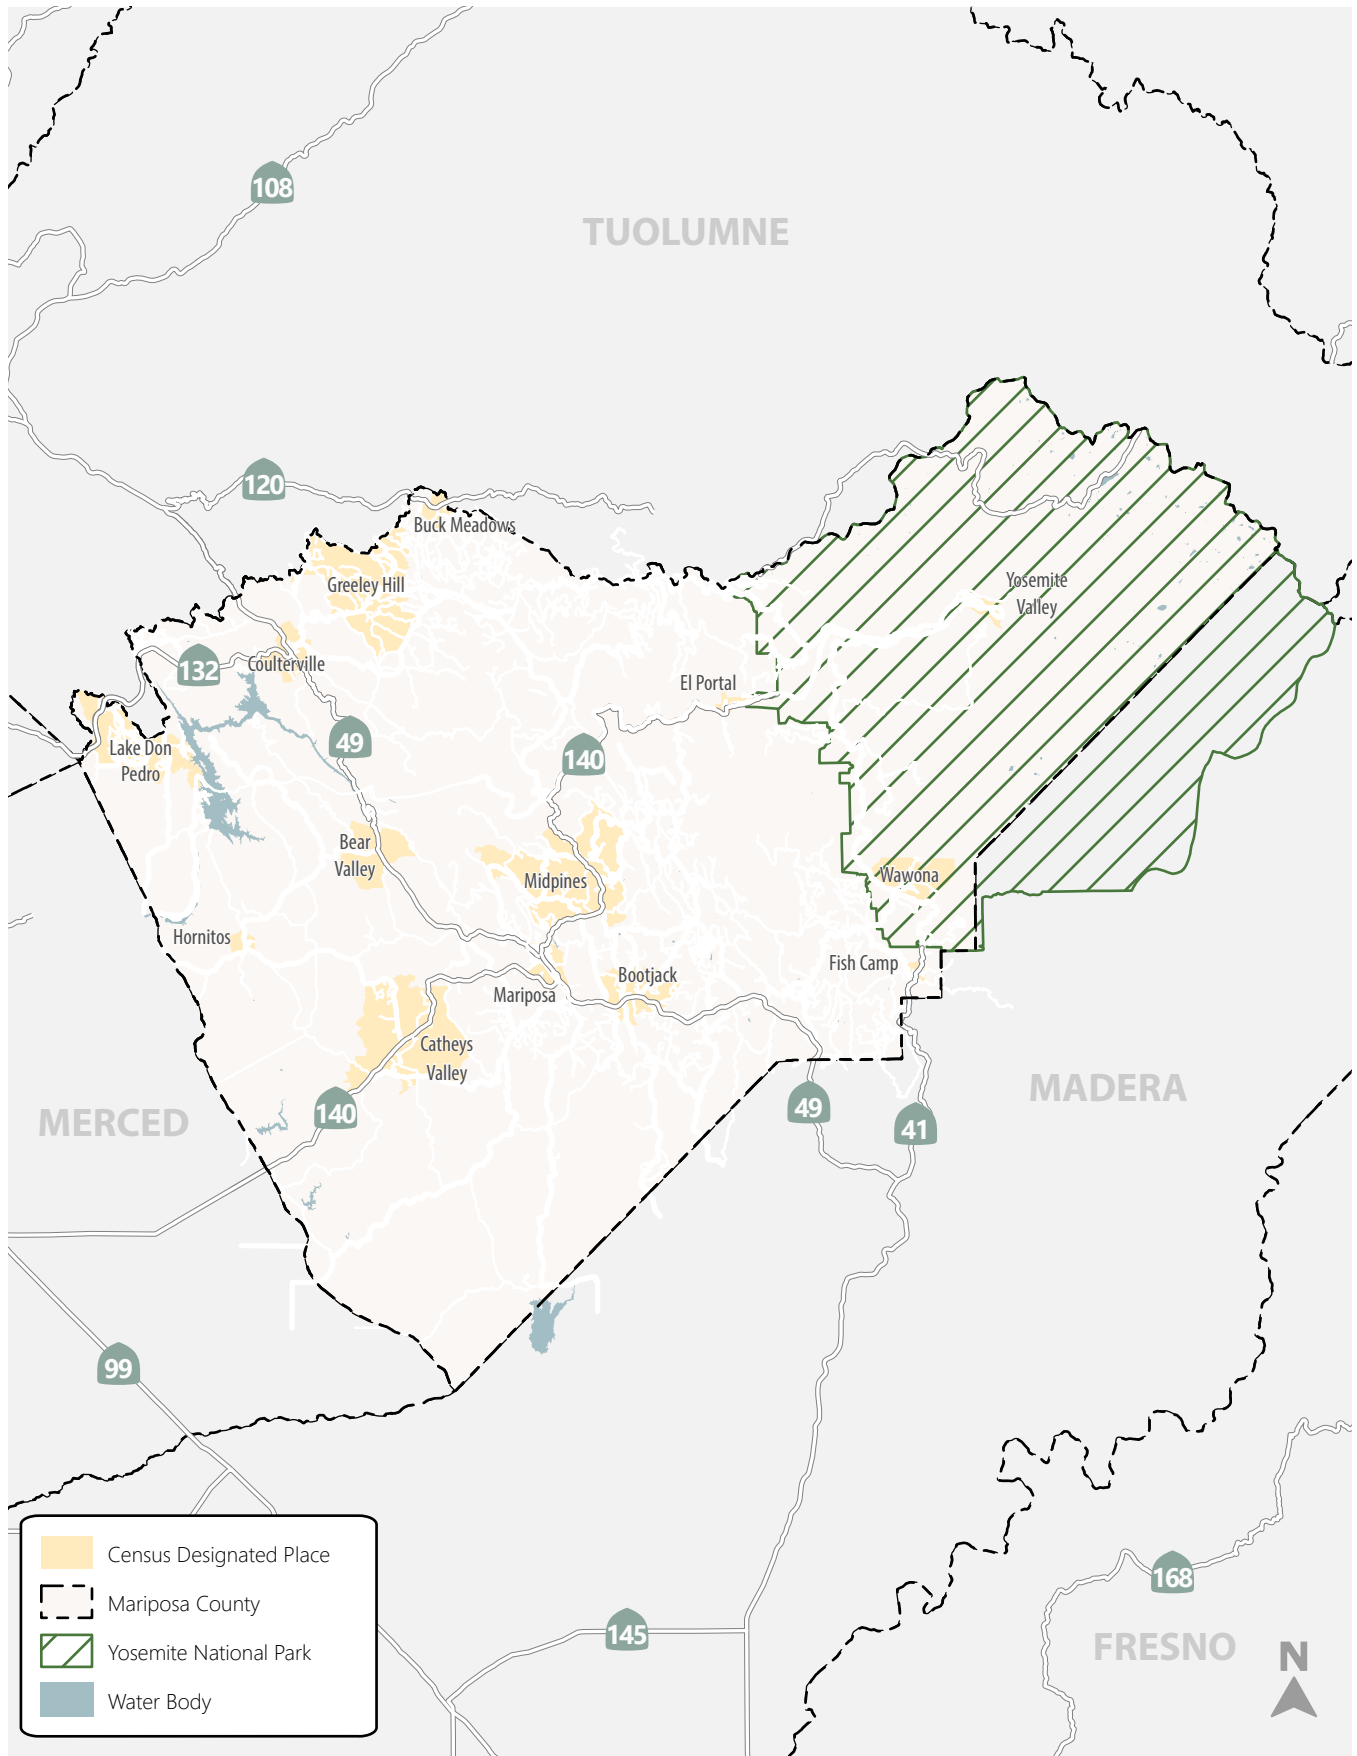 108
TUOLUMNE
120
Buck Meadows
Greeley Hill
Yosemite
Valley
132
Coulterville
El Portal
49
140
Lake Don
Pedro
Bear
Valley
Midpines
Wawona
Hornitos
Fish Camp
Bootjack
Mariposa
Catheys
Valley
MERCED
140
49
41
MADERA
99
Census Designated Place
Mariposa County
Yosemite National Park
Water Body
145
168
FRESNO
N